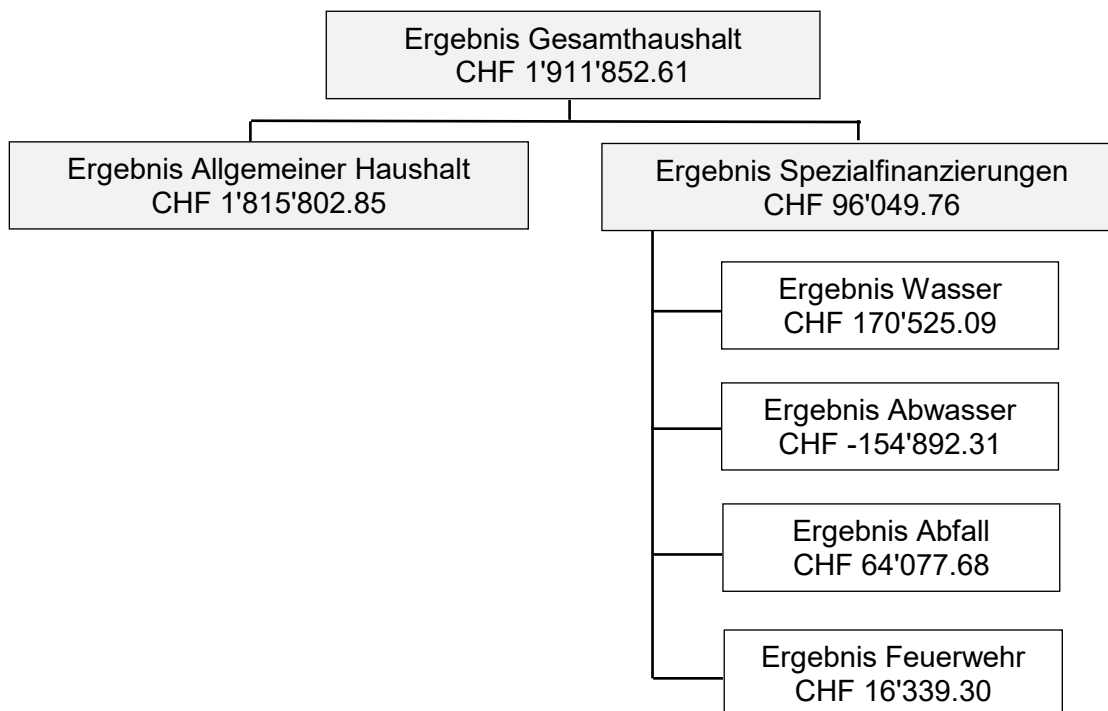 Ergebnis Gesamthaushalt
CHF 1'911'852.61
Ergebnis Allgemeiner Haushalt
CHF 1'815'802.85
Ergebnis Spezialfinanzierungen
CHF 96'049.76
Ergebnis Wasser
CHF 170'525.09
Ergebnis Abwasser
CHF -154'892.31
Ergebnis Abfall
CHF 64'077.68
Ergebnis Feuerwehr
CHF 16'339.30